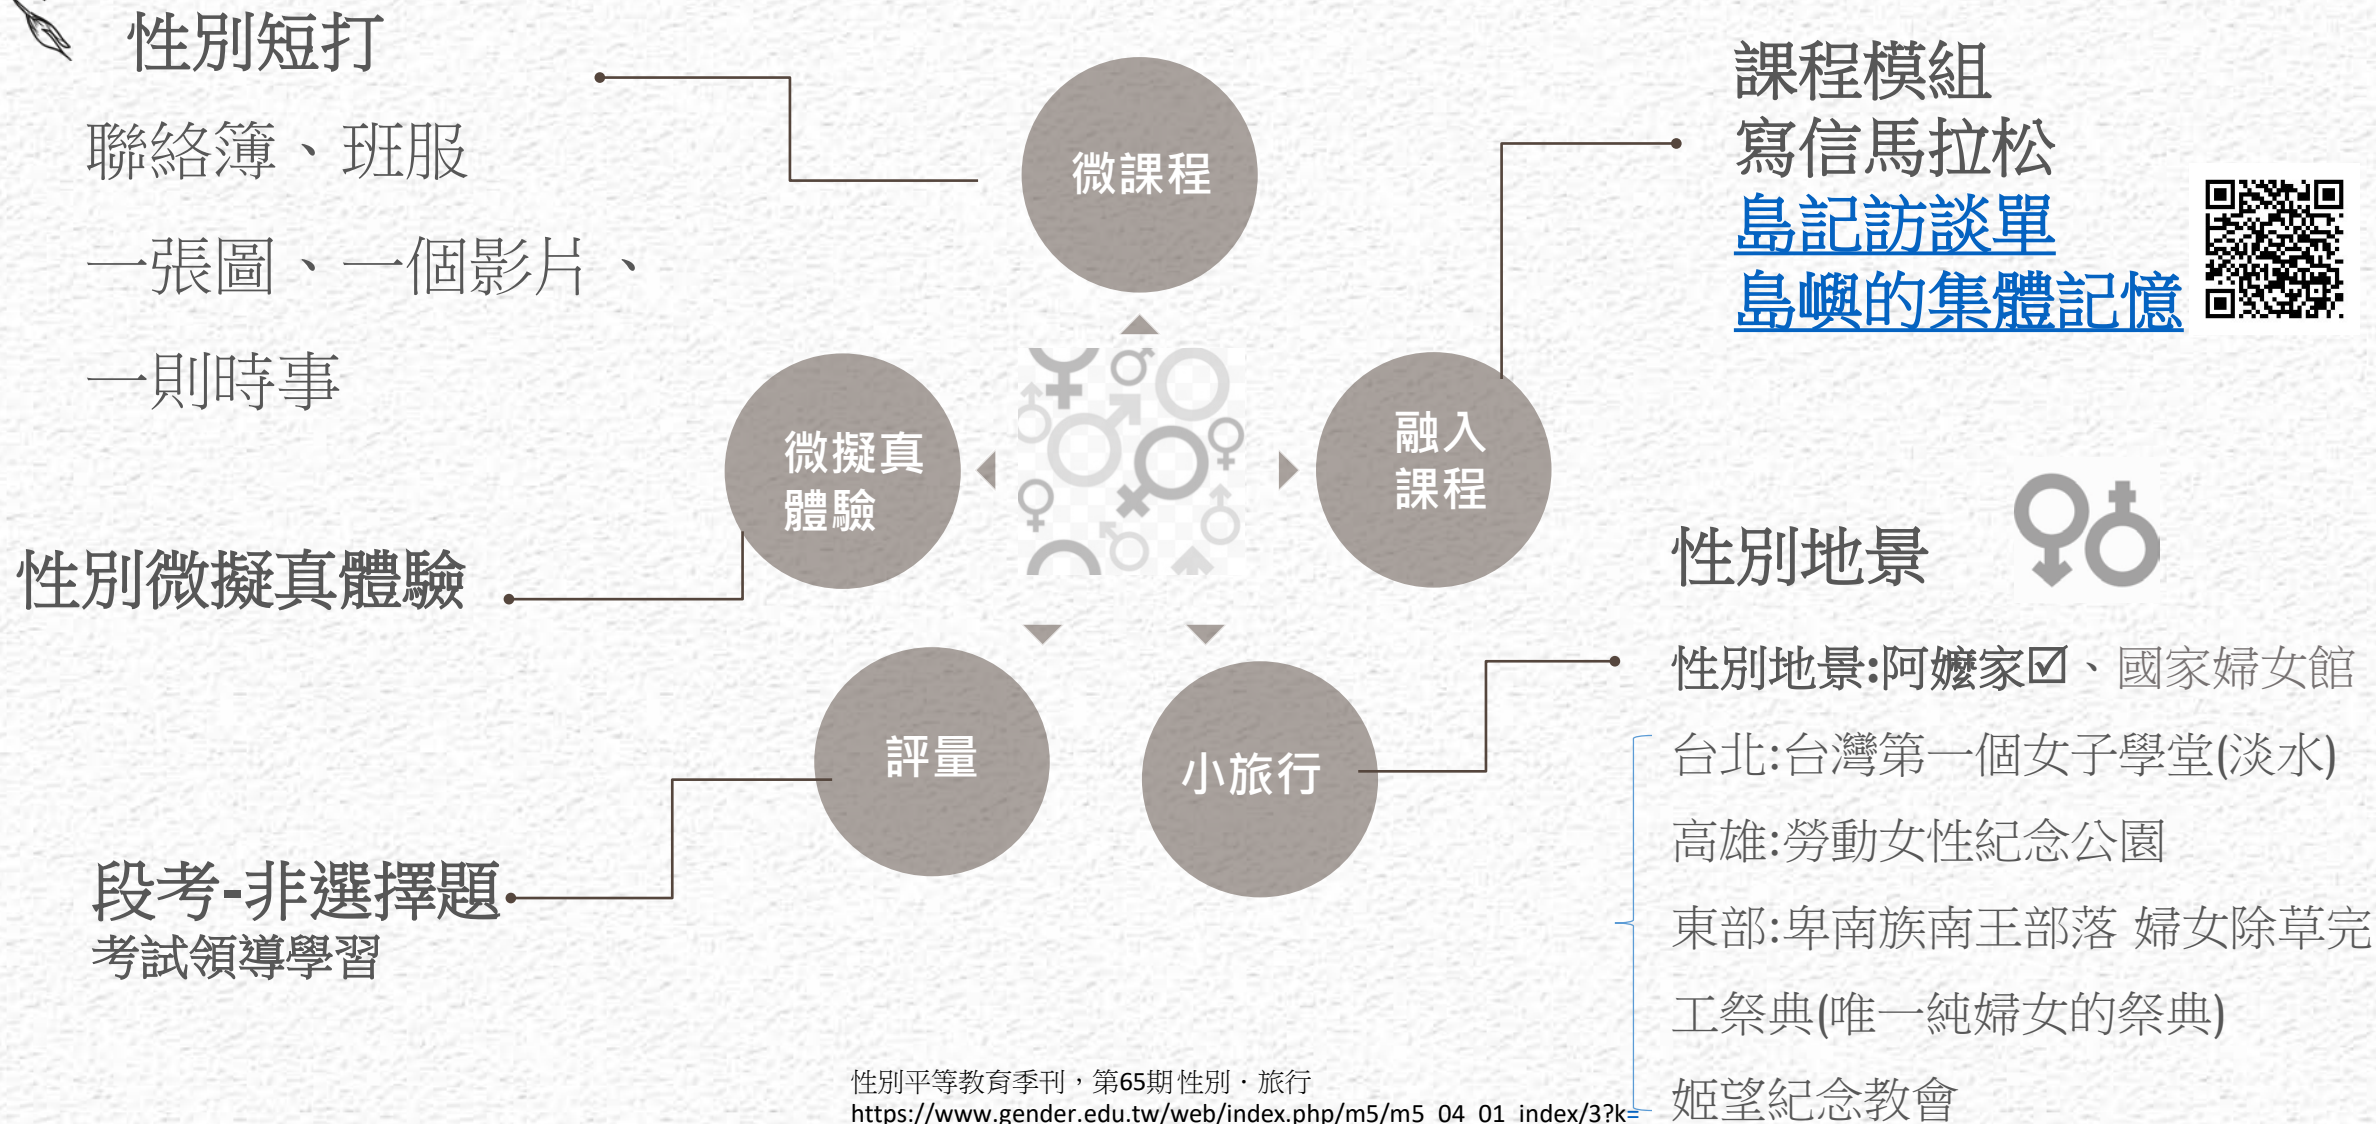 性別短打
聯絡簿、班服
一張圖、一個影片、
一則時事
微課程
課程模組
寫信馬拉松
島記訪談單
島嶼的集體記憶
微擬真
體驗
融入
課程
性別微擬真體驗
性別地景
性別地景:阿嬤家☑、國家婦女館
台北:台灣第一個女子學堂(淡水)
高雄:勞動女性紀念公園
東部:卑南族南王部落 婦女除草完
工祭典(唯一純婦女的祭典)
姬望紀念教會
評量
小旅行
段考-非選擇題
考試領導學習
性別平等教育季刊，第65期 性別．旅行
https://www.gender.edu.tw/web/index.php/m5/m5_04_01_index/3?k=